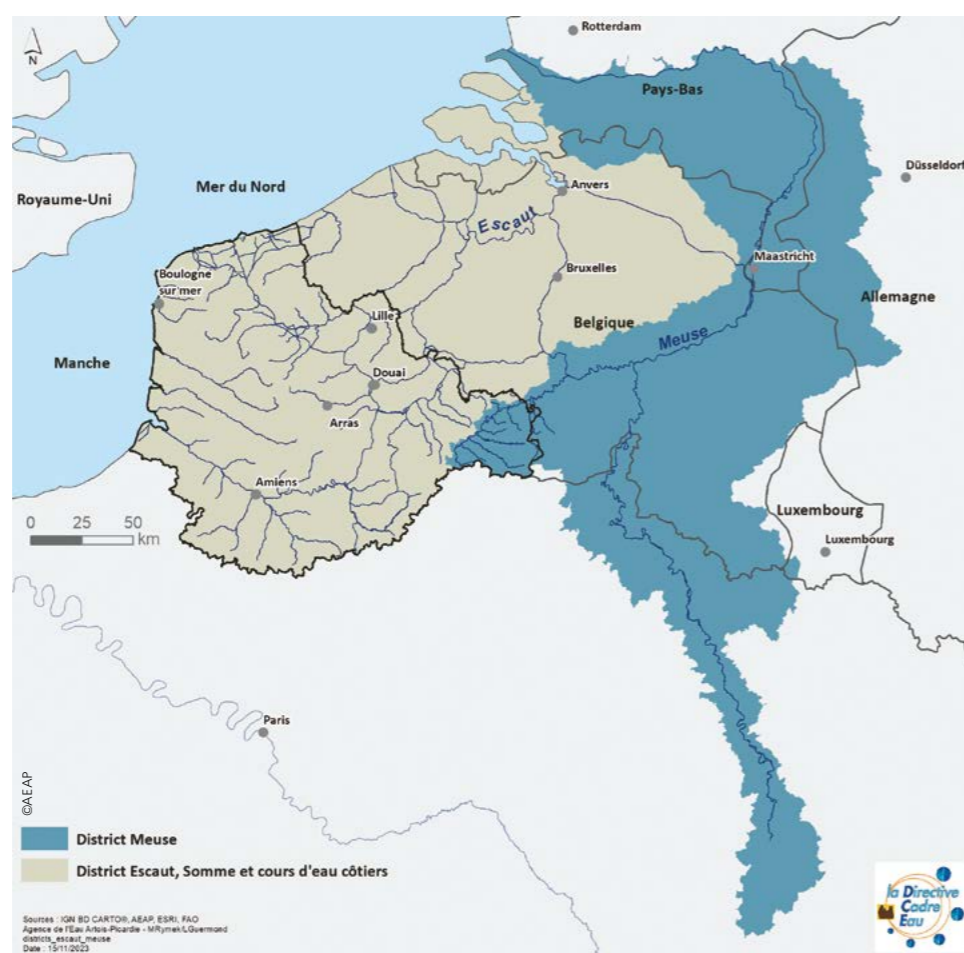 N
Rotterdam
Pays-Bas
Düsseldorf
Royaume-Uni
Mer du Nord
Anvers
Escaut
Maastricht
Boulogne
sur mer
Bruxelles
Allemagne
Lille
Belgique
Meuse
Manche
Douai
Arras
Amiens
0 25 50
km
Luxembourg
Luxembourg
Paris
©AEAP
District Meuse
District Escaut, Somme et cours d'eau côtiers
la Directive
Cadre
Eau
Sources : IGN BD CARTO®, AEAP, ESRI, FAO
Agence de l'Eau Artois-Picardie - MRymek/LGuermond
districts_escaut_meuse
Date : 15/11/2023